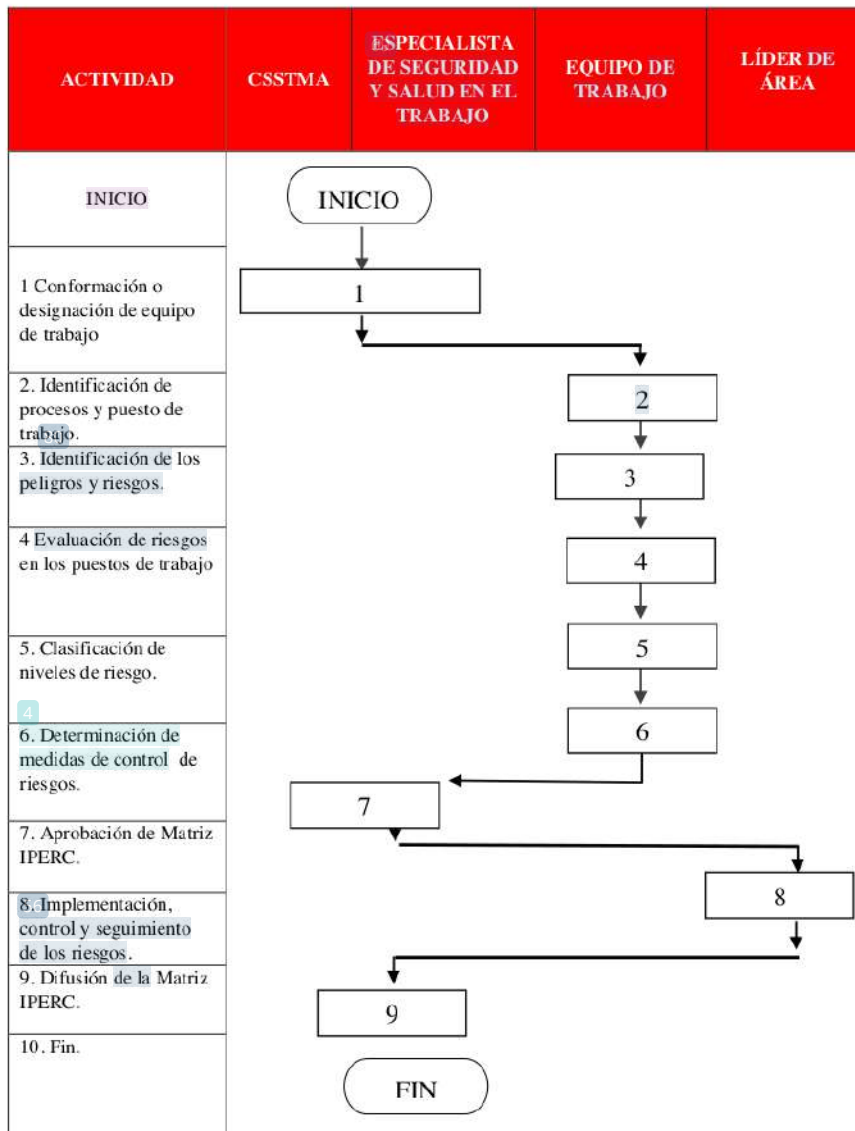 ACTIVIDAD
CSSTMA
ESPECIALISTA
DE SEGURIDAD
Y SALUD EN EL
TRABAJO
EQUIPO DE
TRABAJO
LÍDER DE
ÁREA
INICIO
INICIO
1 Conformación o
designación de equipo
de trabajo
1
2. Identificación de
procesos y puesto de
trabajo.
2
3. Identificación de los
peligros y riesgos.
3
4 Evaluación de riesgos
en los puestos de trabajo
4
5. Clasificación de
niveles de riesgo.
5
4
6. Determinación de
medidas de control de
riesgos.
6
7
7. Aprobación de Matriz
IPERC.
8. Implementación,
control y seguimiento
de los riesgos.
8
9. Difusión de la Matriz
IPERC.
9
10. Fin.
FIN